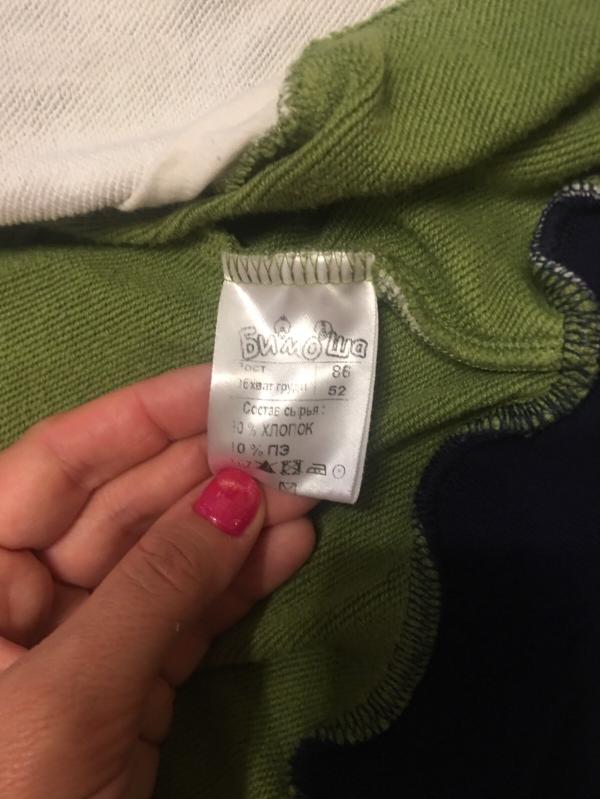 Бимоша
ост 86
бхват груди 52
Состав сырья:
0 % ХЛОПОК
0 % ПЭ